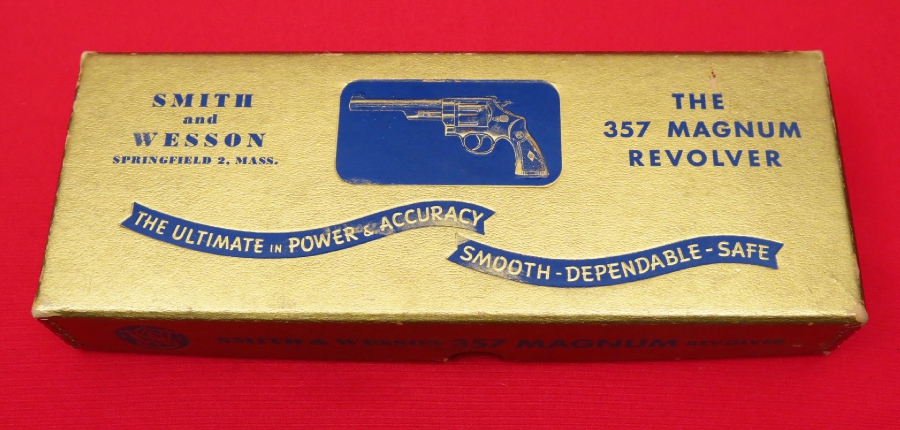 SMITH
and
WESSON
SPRINGFIELD 2, MASS.
THE
357 MAGNUM
REVOLVER
THE ULTIMATE IN POWER & ACCURACY
SMOOTH - DEPENDABLE - SAFE
SMITH & WESSON 357 MAGNUM REVOLVER